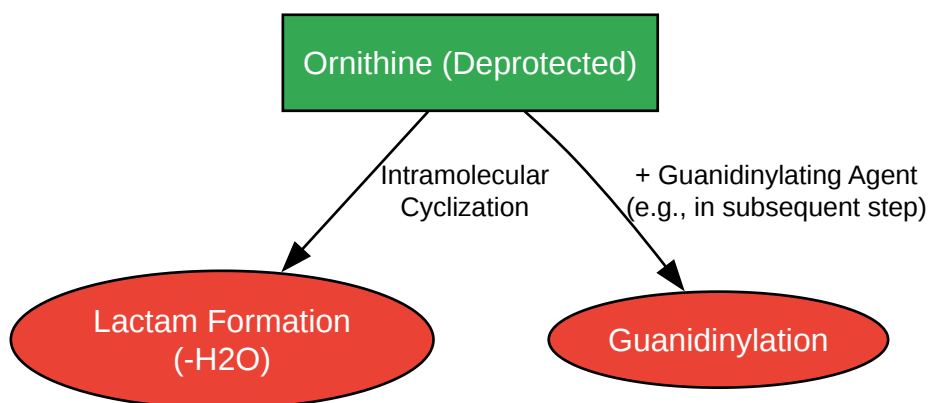 Ornithine (Deprotected)
Intramolecular
Cyclization
+ Guanidinylating Agent
(e.g., in subsequent step)
Lactam Formation
(-H2O)
Guanidinylation